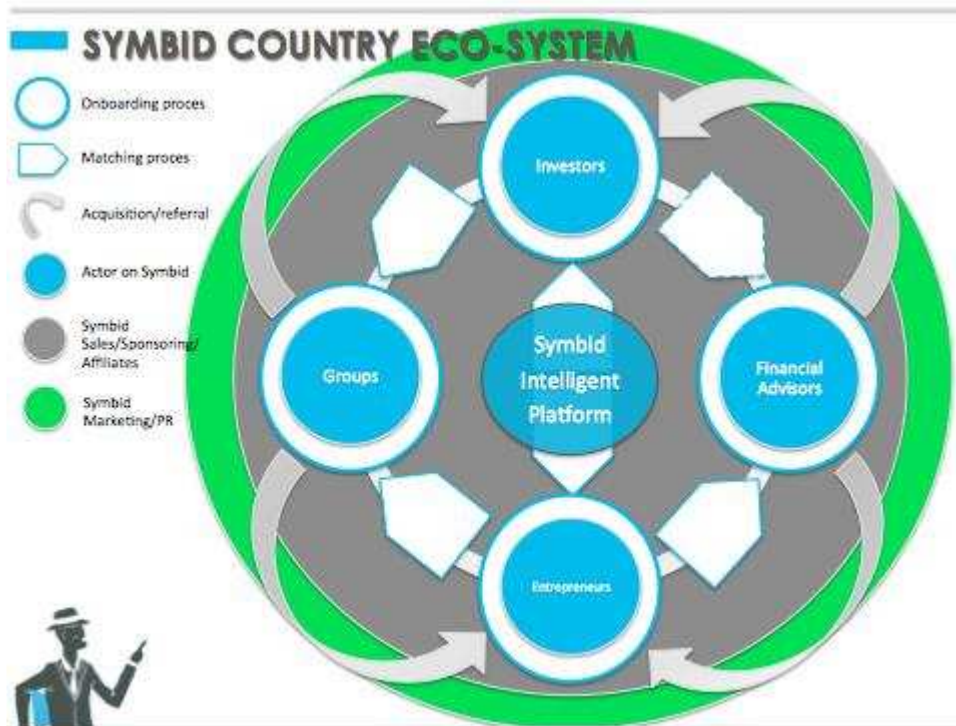 SYMBID COUNTRY ECO-SYSTEM
Onboarding proces
Matching proces
Acquisition/referral
Actor on Symbid
Symbid
Sales/Sponsoring/
Affiliates
Symbid
Marketing/PR
Investors
Groups
Symbid
Intelligent
Platform
Financial
Advisors
Entrepreneurs